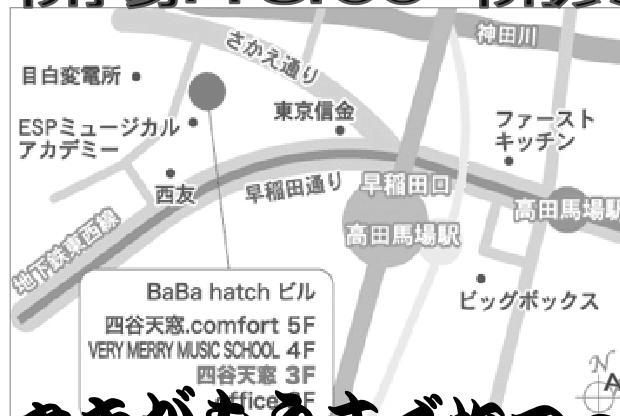 神田川
さかえ通り
目白変電所
東京信金
ファースト
キッチン
ESPミュージカル
アカデミー
西友
早稲田通り
早稲田口
高田馬場駅
高田馬場駅
地下鉄東西線
ビッグボックス
BaBa hatch ビル
四谷天窓.comfort 5F
VERY MERRY MUSIC SCHOOL 4F
四谷天窓 3F
office
N